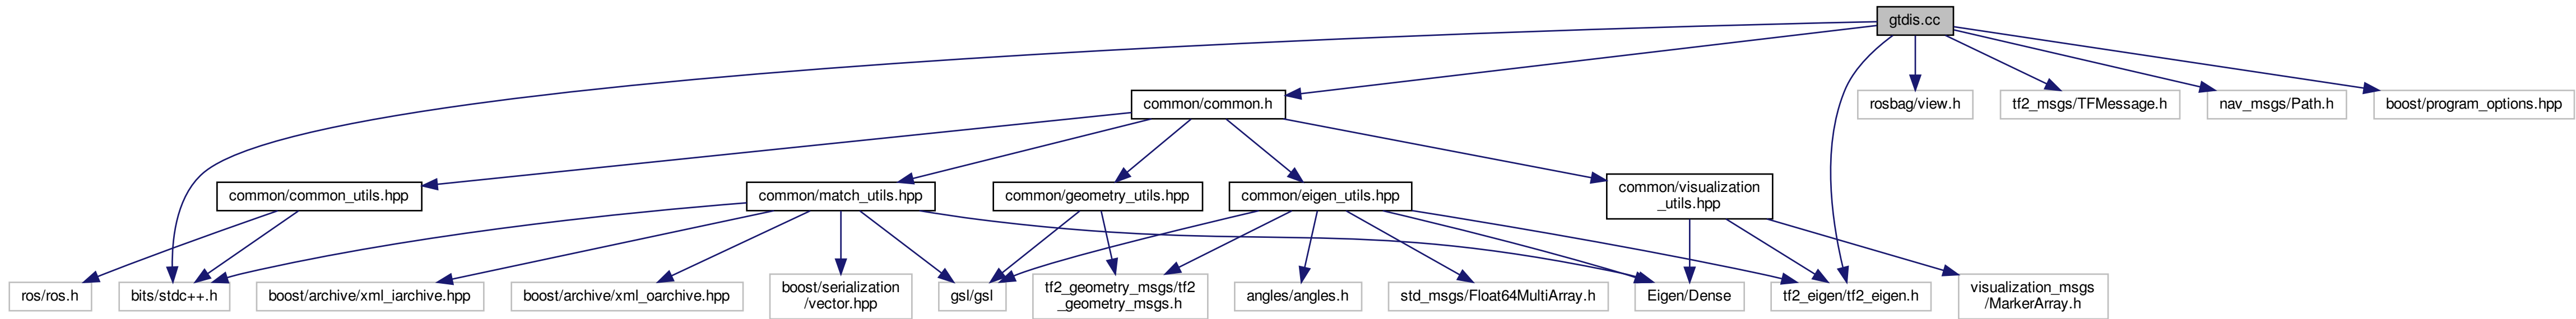 gtdis.cc
common/common.h
rosbag/view.h
tf2_msgs/TFMessage.h
nav_msgs/Path.h
boost/program_options.hpp
common/common_utils.hpp
common/match_utils.hpp
common/geometry_utils.hpp
common/eigen_utils.hpp
common/visualization
_utils.hpp
ros/ros.h
bits/stdc++.h
boost/archive/xml_iarchive.hpp
boost/archive/xml_oarchive.hpp
boost/serialization
/vector.hpp
gsl/gsl
tf2_geometry_msgs/tf2
_geometry_msgs.h
angles/angles.h
std_msgs/Float64MultiArray.h
Eigen/Dense
tf2_eigen/tf2_eigen.h
visualization_msgs
/MarkerArray.h